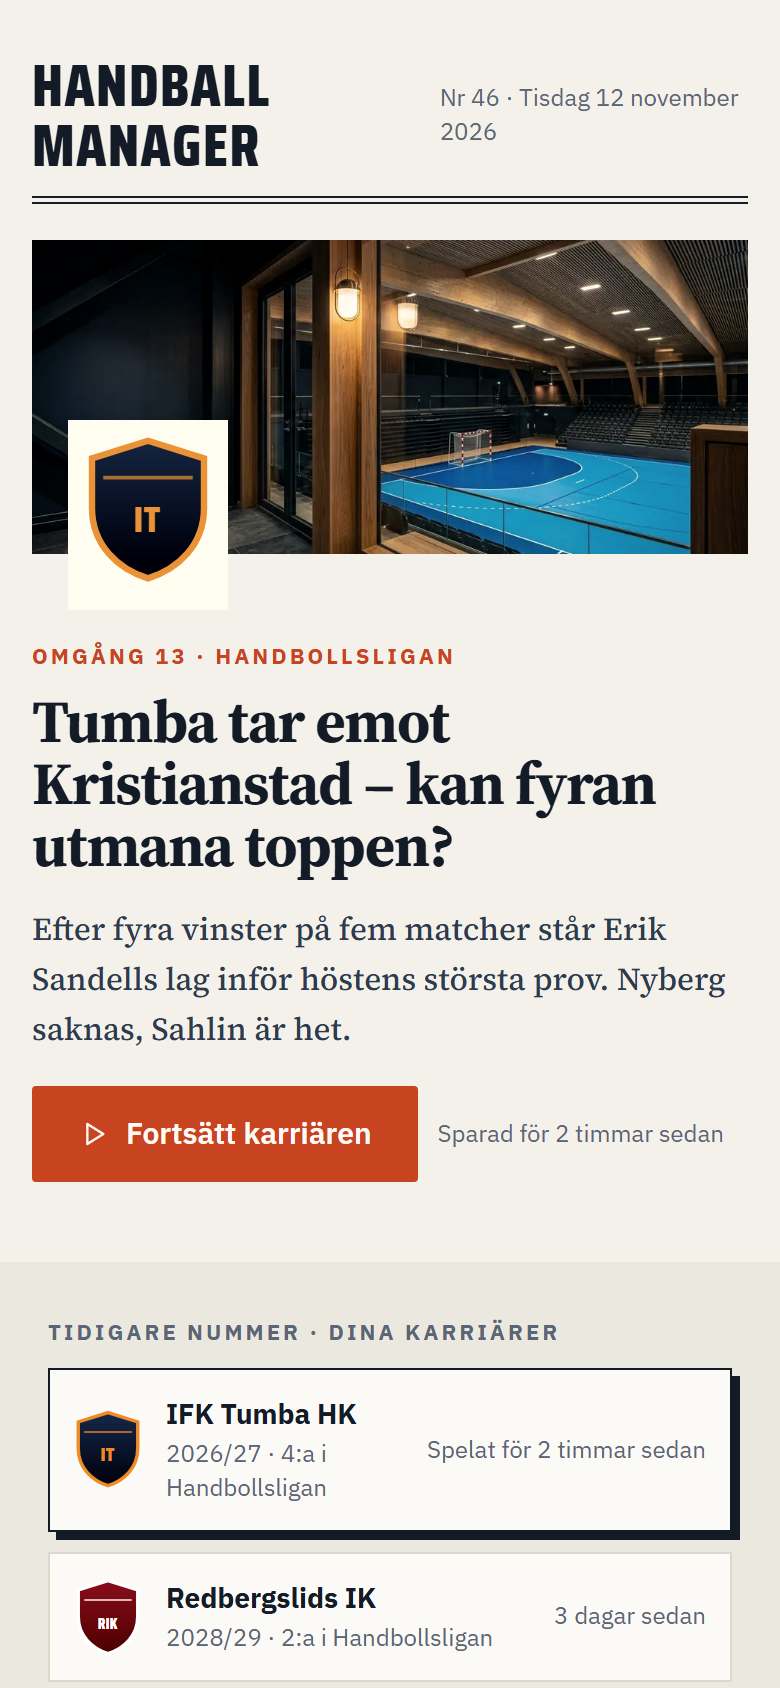 HANDBALL
MANAGER
Nr 46 · Tisdag 12 november
2026
IT
OMGÅNG 13 · HANDBOLLSLIGAN
Tumba tar emot
Kristianstad – kan fyran
utmana toppen?
Efter fyra vinster på fem matcher står Erik
Sandells lag inför höstens största prov. Nyberg
saknas, Sahlin är het.
Fortsätt karriären
Sparad för 2 timmar sedan
TIDIGARE NUMMER · DINA KARRIÄRER
IT
IFK Tumba HK
2026/27 · 4:a i
Handbollsligan
Spelat för 2 timmar sedan
RIK
Redbergslids IK
2028/29 · 2:a i Handbollsligan
3 dagar sedan